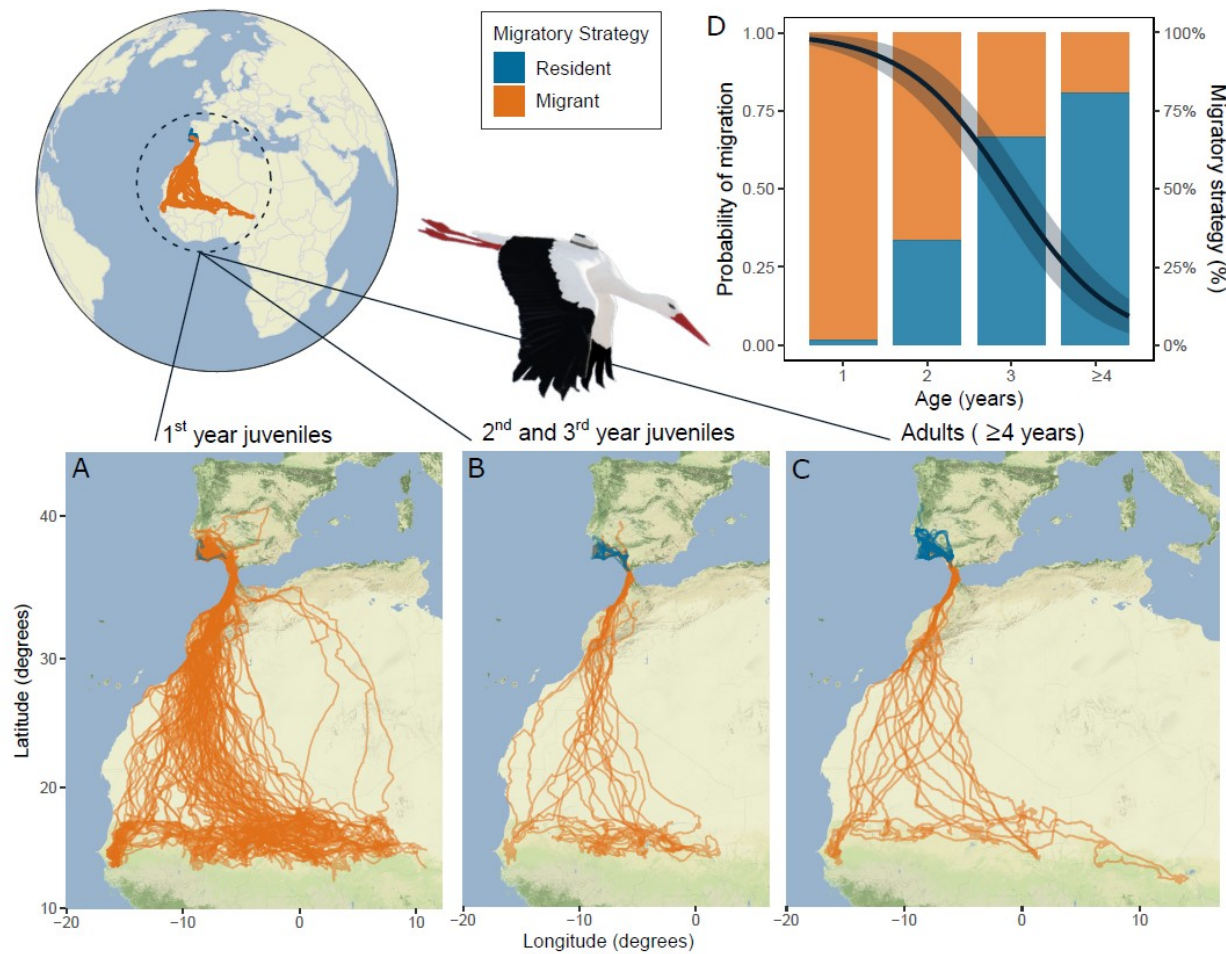 Migratory Strategy
Resident
Migrant
D
1.00
0.75
0.50
0.25
0.00
Probability of migration
100%
75%
50%
25%
0%
Migratory strategy (%)
1
2
3
≥4
Age (years)
1st year juveniles
2nd and 3rd year juveniles
Adults ( ≥4 years)
A
B
C
Latitude (degrees)
40
30
20
10
-20
-10
0
10
-20
-10
0
-20
-10
0
10
Longitude (degrees)